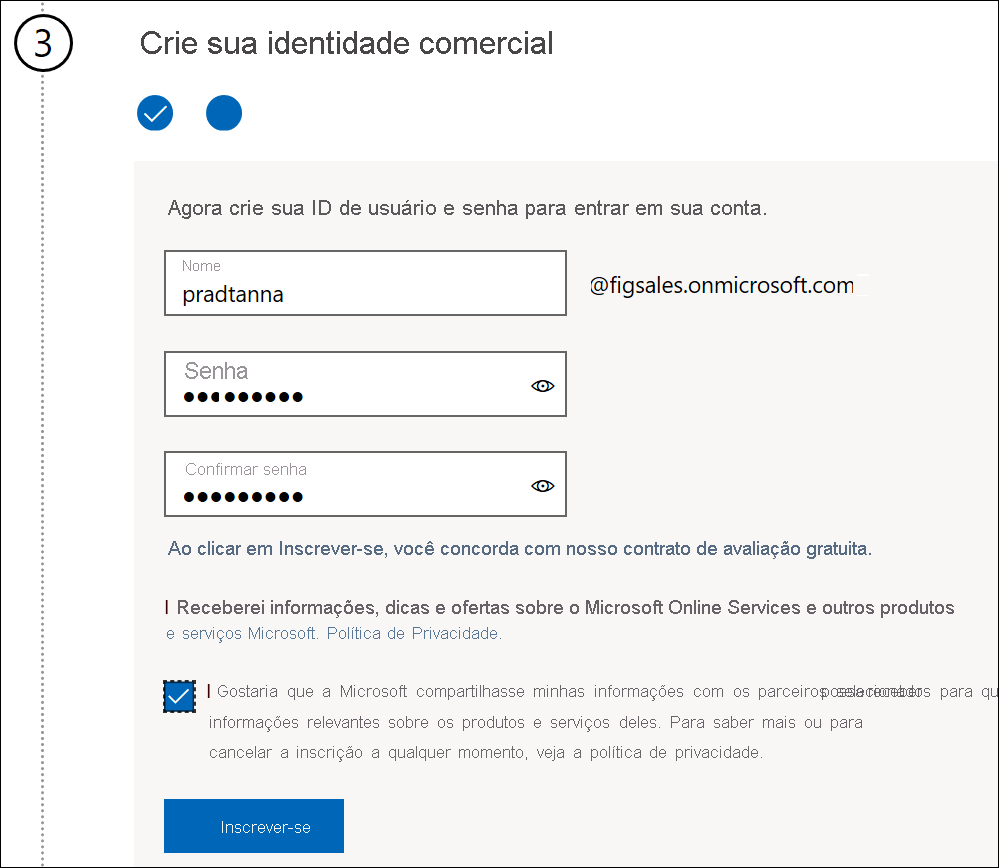 3
Crie sua identidade comercial
Agora crie sua ID de usuário e senha para entrar em sua conta.
Nome
pradtanna
@figsales.onmicrosoft.com
Senha
●●●●●●●●●
Confirmar senha
●●●●●●●●●
Ao clicar em Inscrever-se, você concorda com nosso contrato de avaliação gratuita.
| Receberei informações, dicas e ofertas sobre o Microsoft Online Services e outros produtos
e serviços Microsoft. Política de Privacidade.
| Gostaria que a Microsoft compartilhasse minhas informações com os parceiros para qu
informações relevantes sobre os produtos e serviços deles. Para saber mais ou para
cancelar a inscrição a qualquer momento, veja a política de privacidade.
Inscrever-se